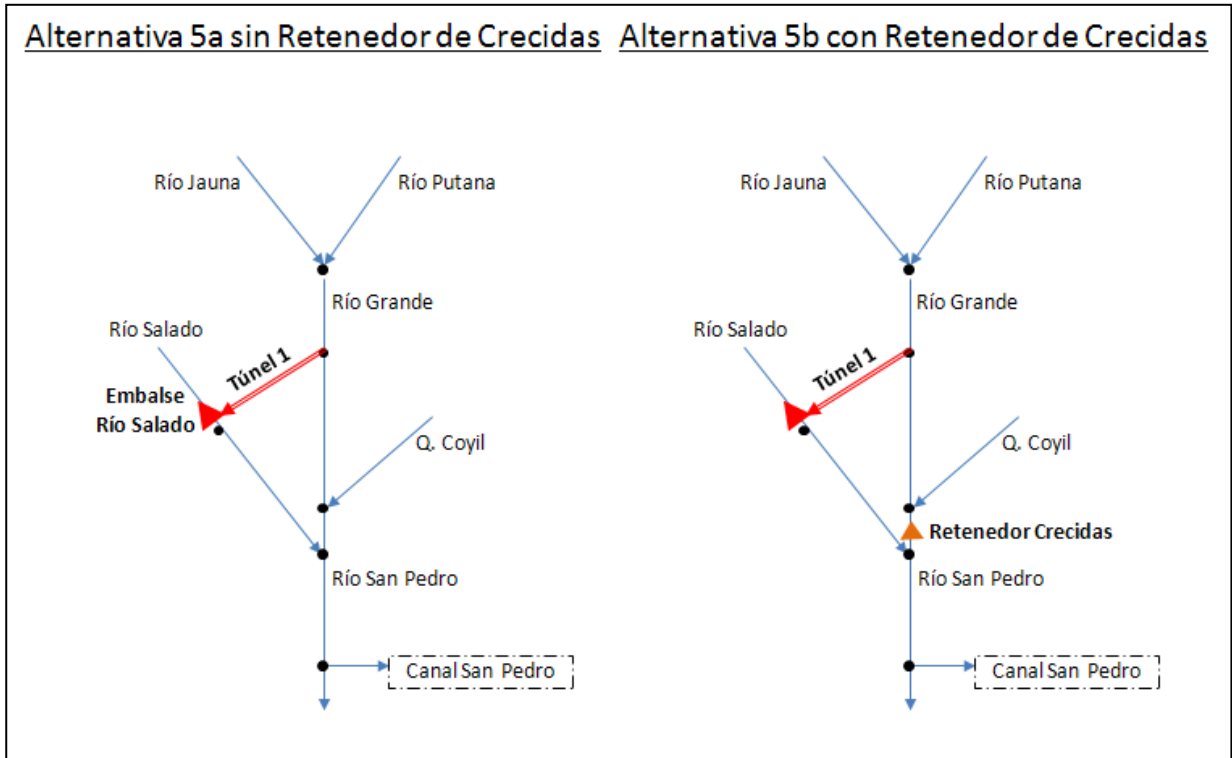 Alternativa 5a sin Retenedor de Crecidas
Río Jauna
Río Putana
Río Grande
Río Salado
Túnel 1
Embalse
Río Salado
Q. Coyil
Río San Pedro
Canal San Pedro
Alternativa 5b con Retenedor de Crecidas
Río Jauna
Río Putana
Río Grande
Río Salado
Túnel 1
Q. Coyil
Retenedor Crecidas
Río San Pedro
Canal San Pedro